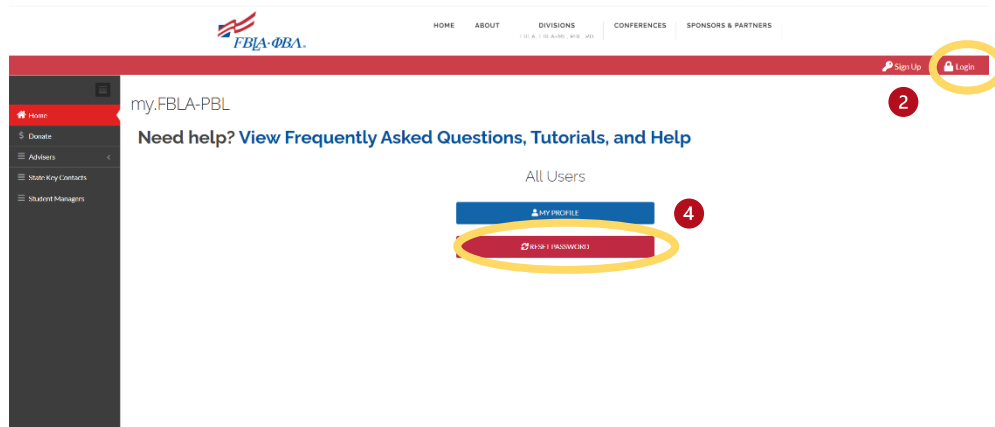 FBLA-ΦBΛ®
HOME ABOUT DIVISIONS CONFERENCES SPONSORS & PARTNERS
Sign Up Login
2
my.FBLA-PBL
Home
Donate
Need help? View Frequently Asked Questions, Tutorials, and Help
Advisers
State Key Contacts
All Users
Student Managers
MY PROFILE
4
RESET PASSWORD